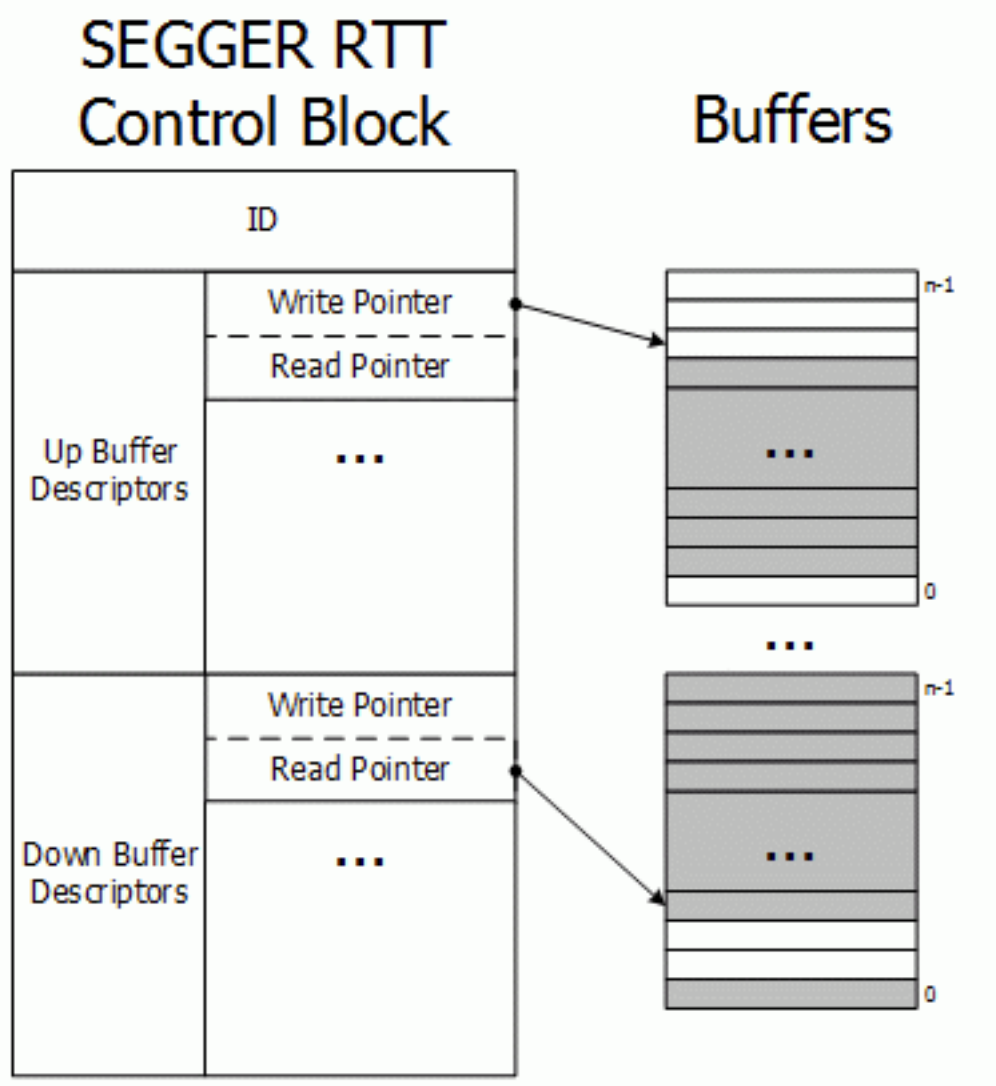 SEGGER RTT
Control Block
Buffers
ID
Write Pointer
Read Pointer
...
Up Buffer
Descriptors
n-1
...
0
...
Write Pointer
Read Pointer
...
Down Buffer
Descriptors
n-1
...
0